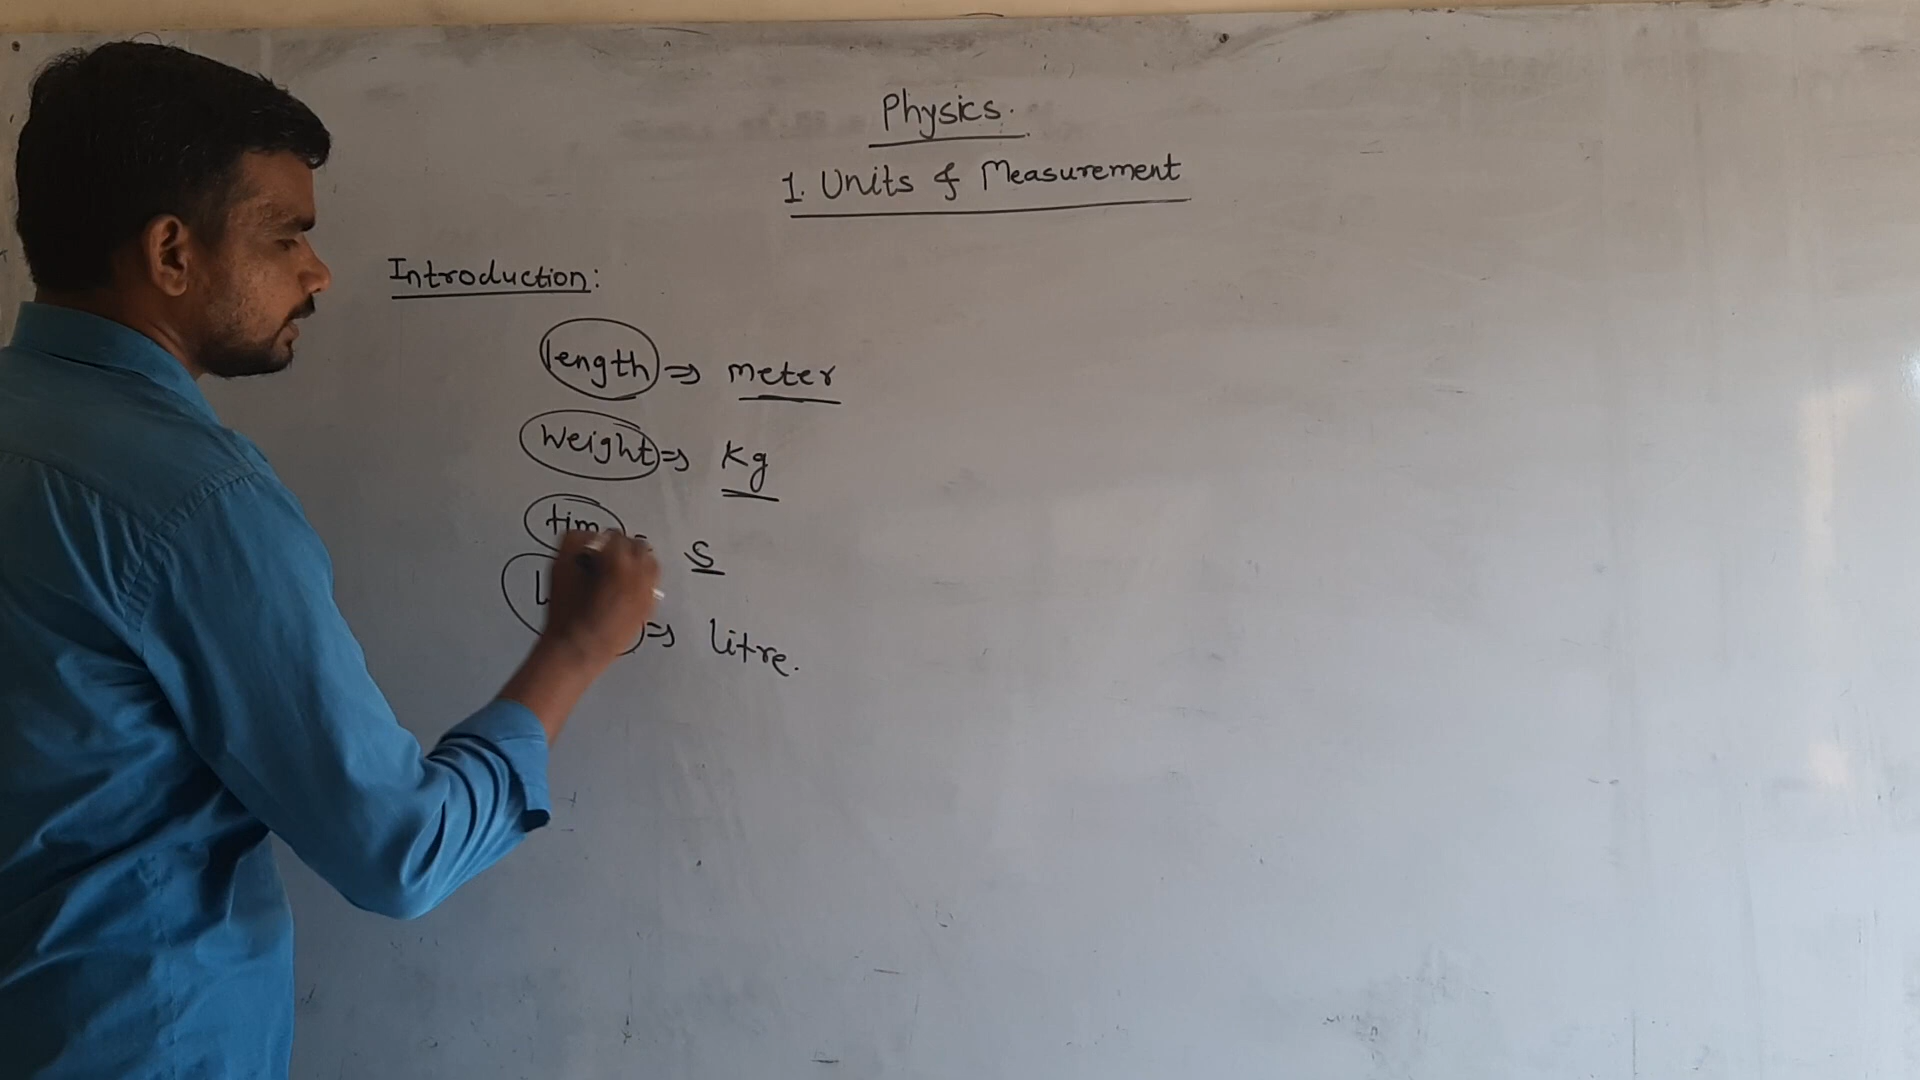 Physics.
1. Units & Measurement
Introduction:
length ⇒ meter
Weight ⇒ Kg
s
⇒ litre.